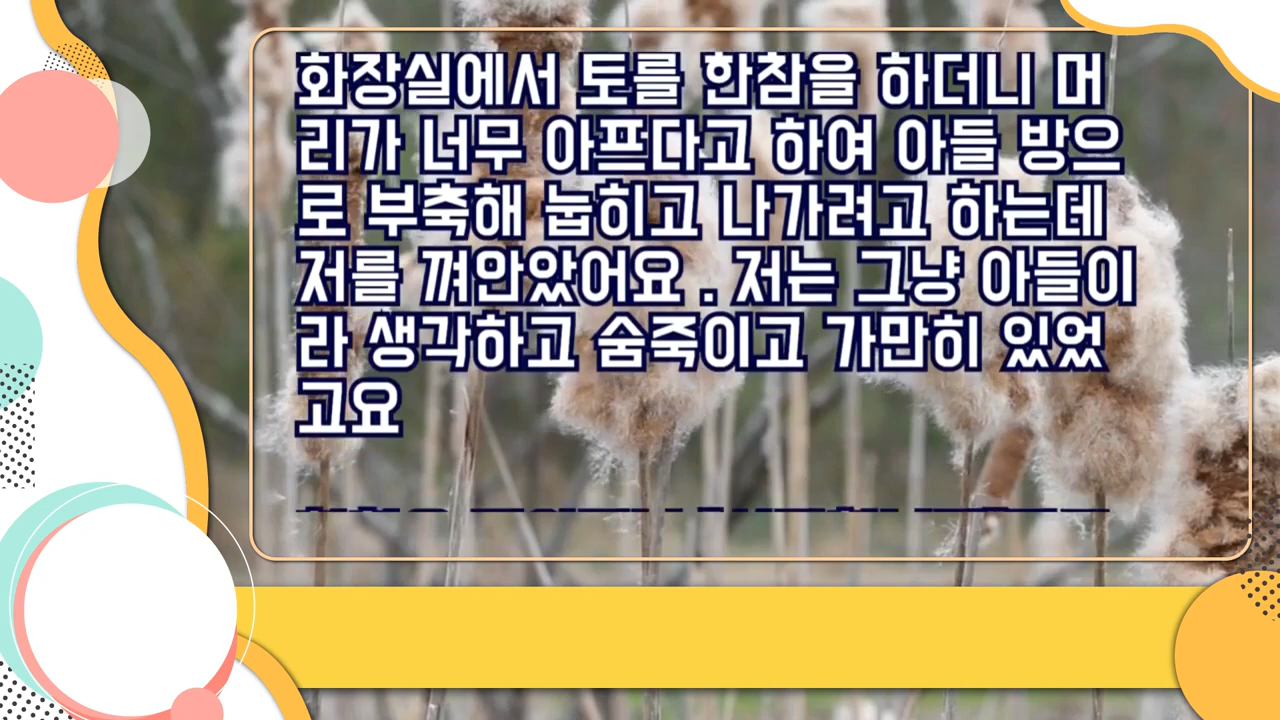 화장실에서 토를 한참을 하더니 머
리가 너무 아프다고 하여 아들 방으
로 부축해 눕히고 나가려고 하는데
저를 껴안았어요 . 저는 그냥 아들이
라 생각하고 숨죽이고 가만히 있었
고요